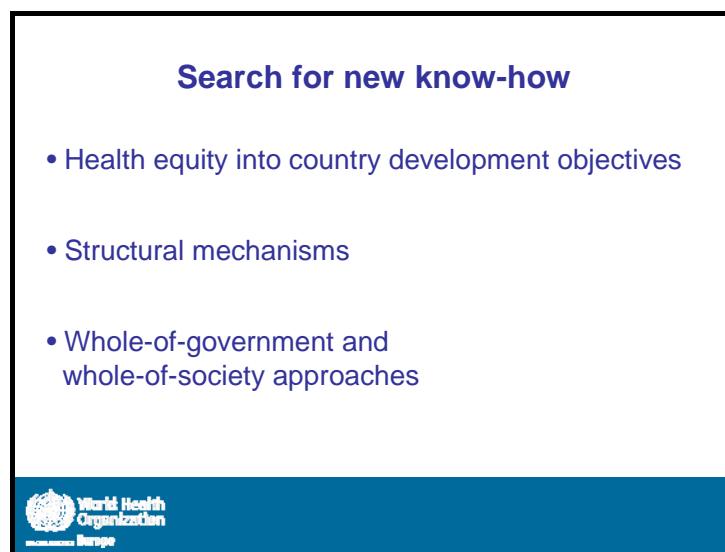 Search for new know-how
• Health equity into country development objectives
• Structural mechanisms
• Whole-of-government and
whole-of-society approaches
World Health
Organization
Europe